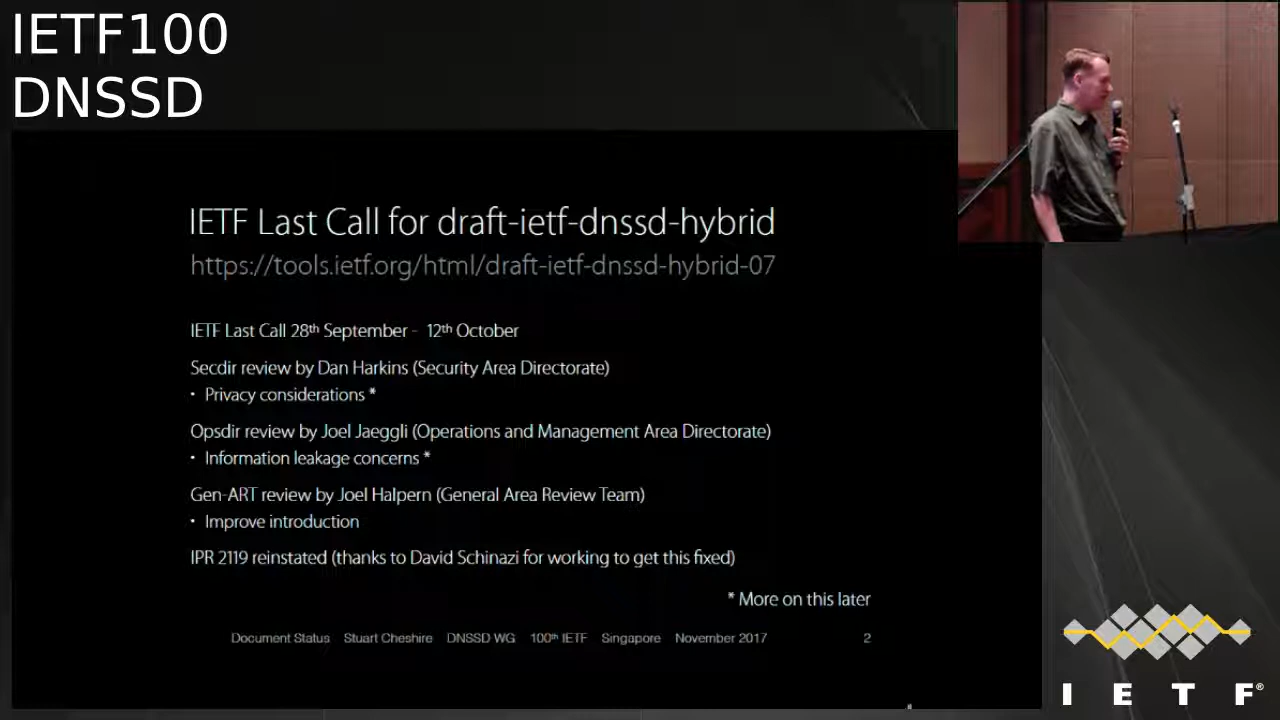 IETF100
DNSSD
IETF Last Call for draft-ietf-dnssd-hybrid
https://tools.ietf.org/html/draft-ietf-dnssd-hybrid-07
IETF Last Call 28th September - 12th October
Secdir review by Dan Harkins (Security Area Directorate)
• Privacy considerations *
Opsdir review by Joel Jaeggli (Operations and Management Area Directorate)
• Information leakage concerns *
Gen-ART review by Joel Halpern (General Area Review Team)
• Improve introduction
IPR 2119 reinstated (thanks to David Schinazi for working to get this fixed)
* More on this later
Document Status Stuart Cheshire DNSSD WG 100th IETF Singapore November 2017 2
I E T F®